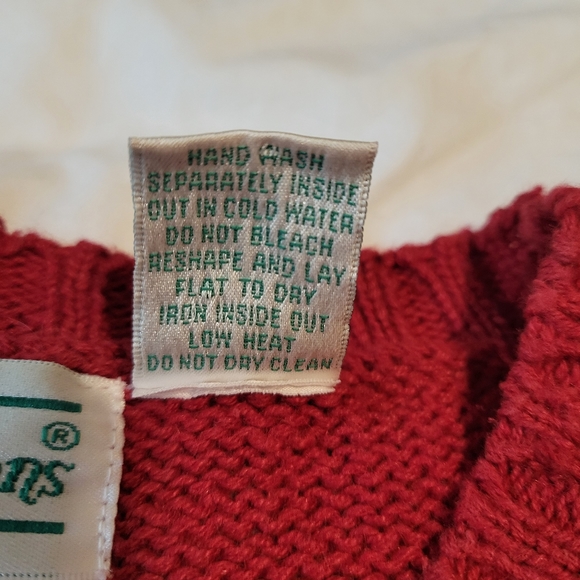 HAND WASH
SEPARATELY INSIDE
OUT IN COLD WATER
DO NOT BLEACH
RESHAPE AND LAY
FLAT TO DRY
IRON INSIDE OUT
LOW HEAT
DO NOT DRY CLEAN
®